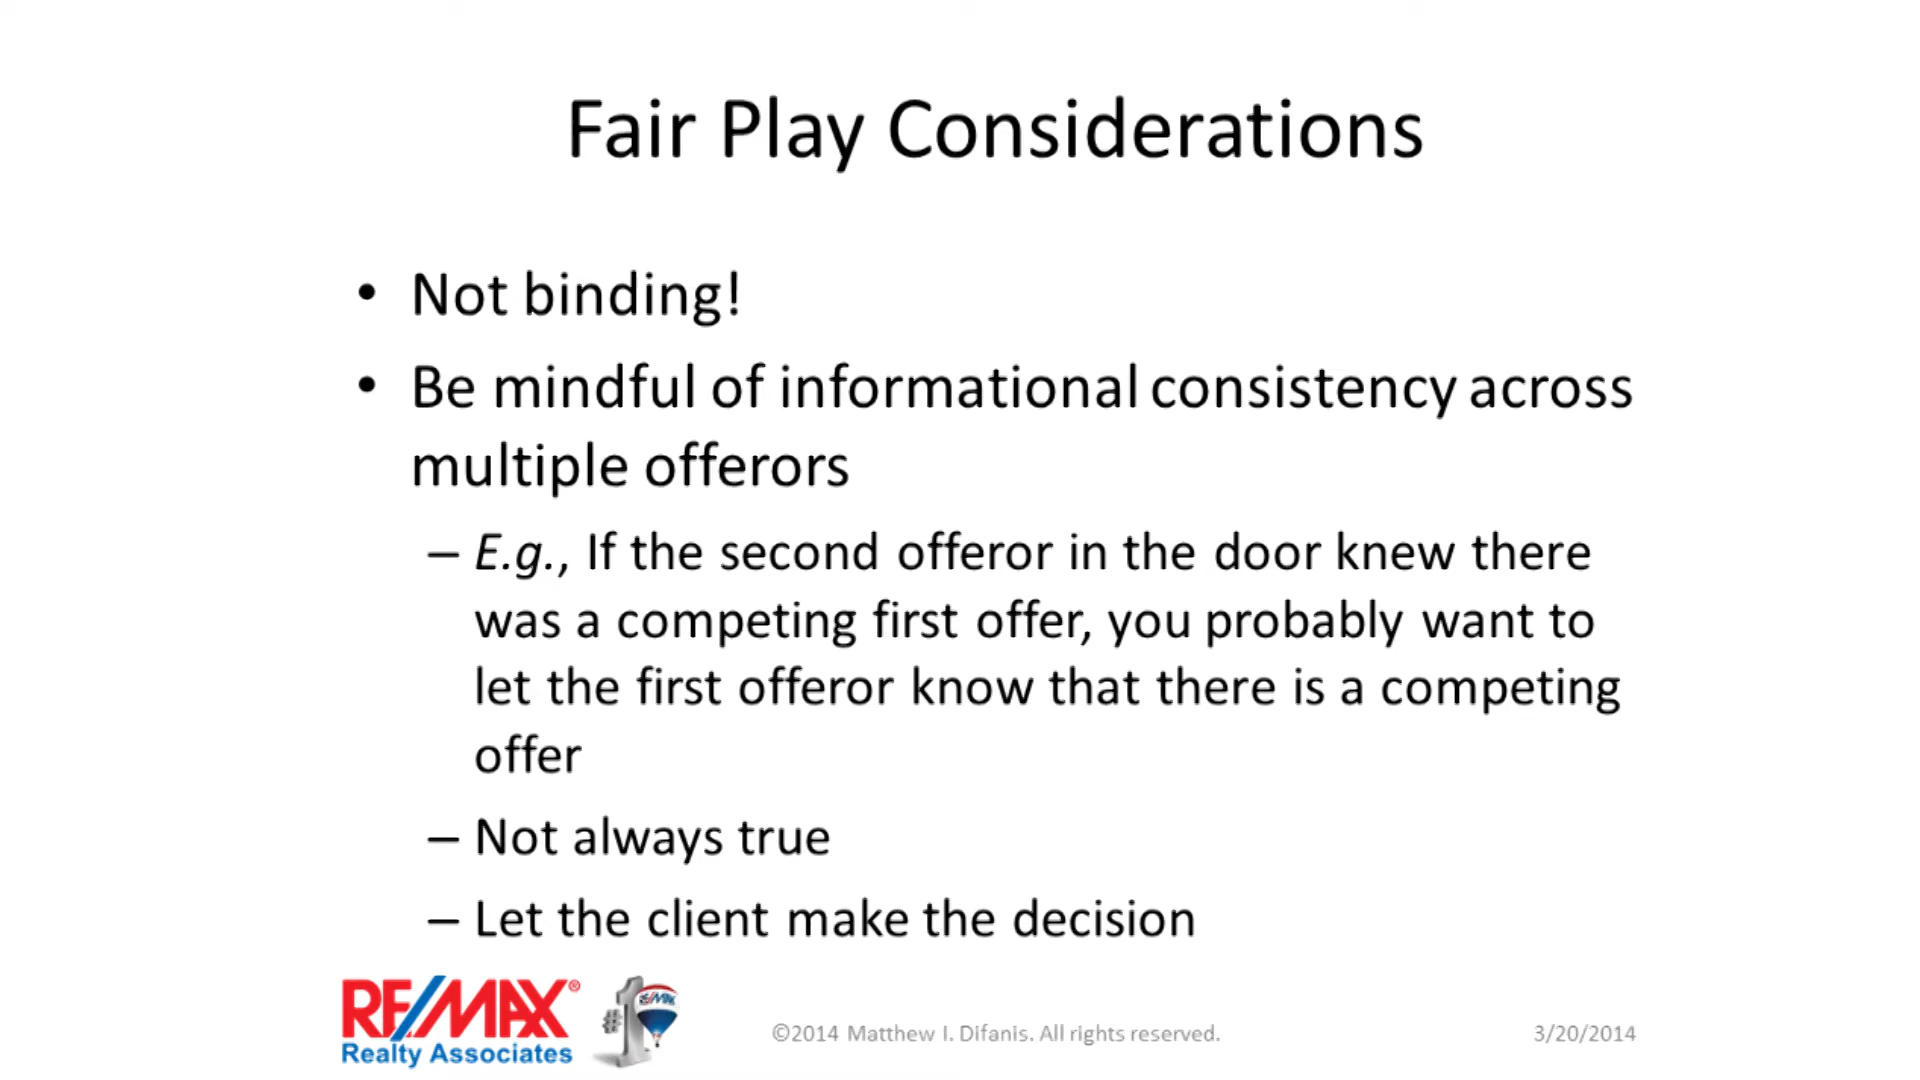 Fair Play Considerations
• Not binding!
• Be mindful of informational consistency across
multiple offerors
– E.g., If the second offeror in the door knew there
was a competing first offer, you probably want to
let the first offeror know that there is a competing
offer
– Not always true
– Let the client make the decision
RE/MAX®
Realty Associates
#1
RE/MAX
©2014 Matthew I. Difanis. All rights reserved.
3/20/2014